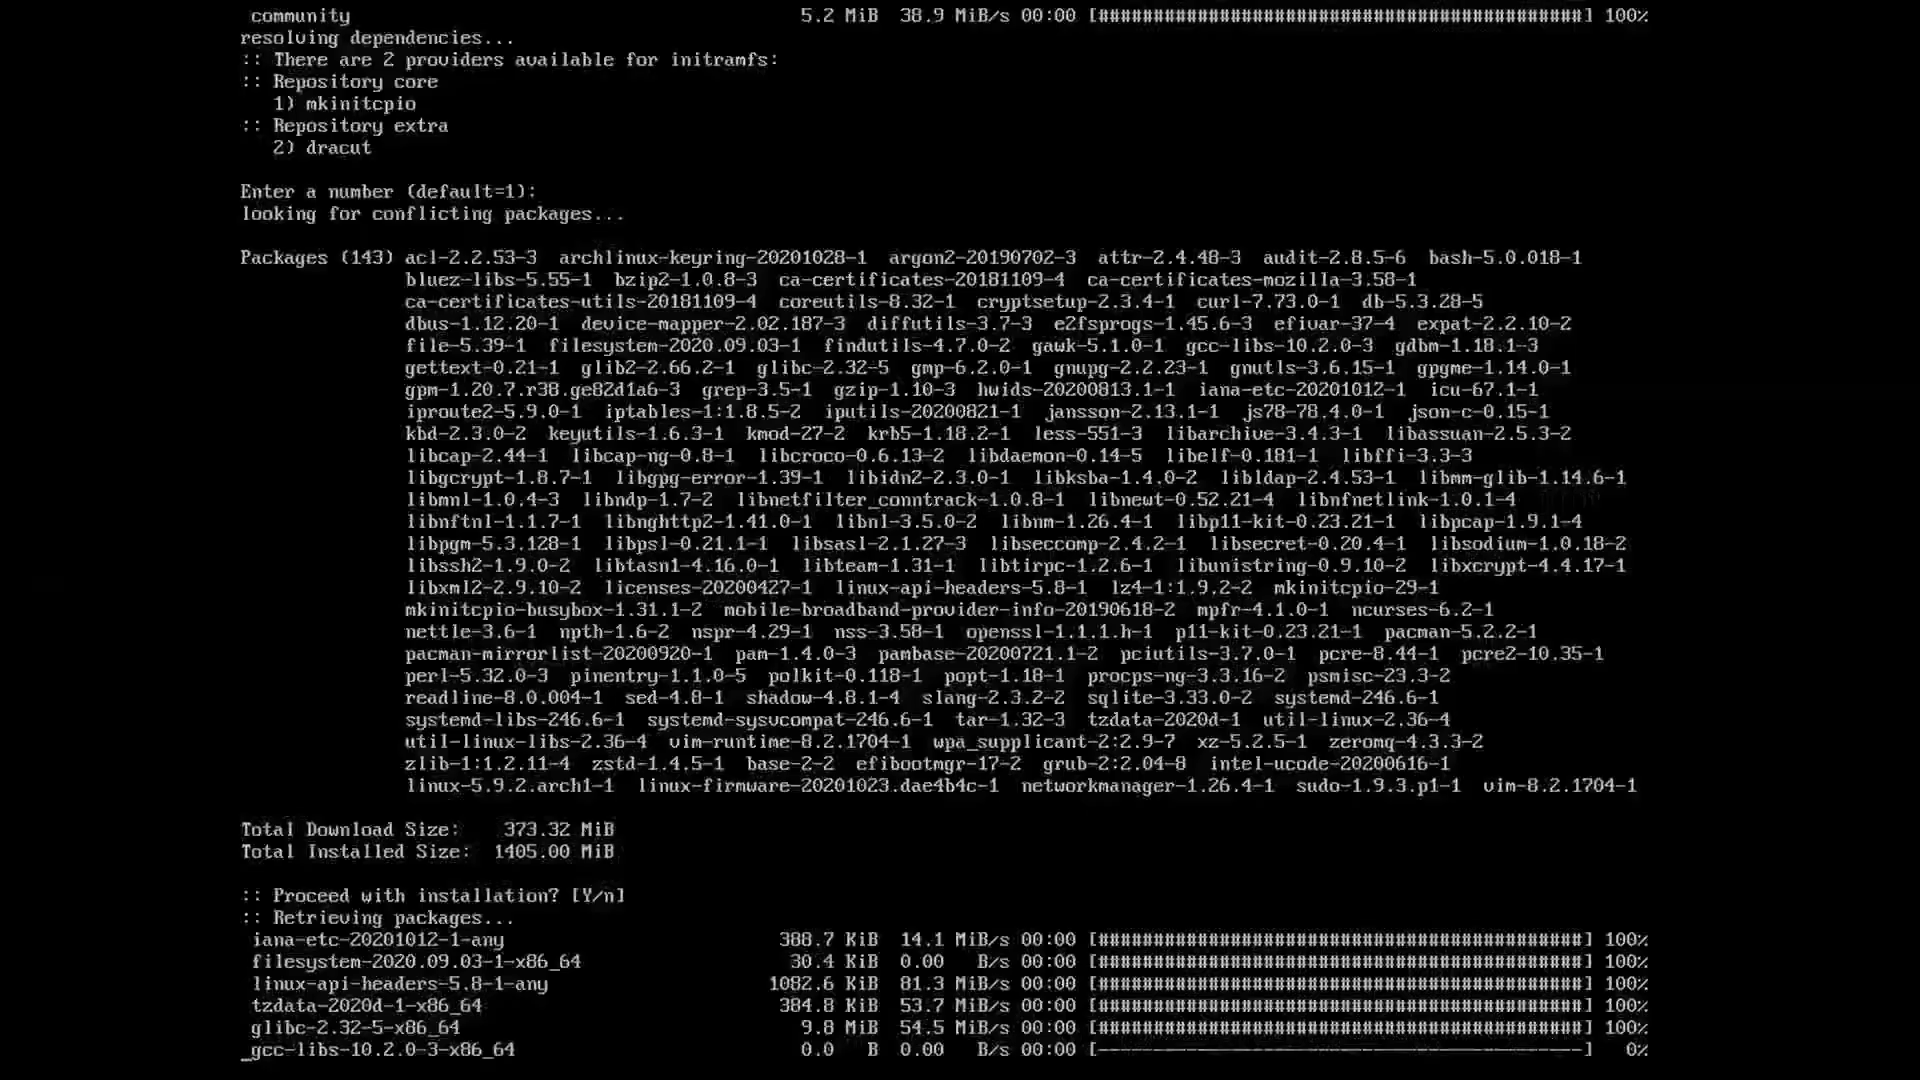 community 5.2 MiB 38.9 MiB/s 00:00 [############################################] 100%
resolving dependencies...
:: There are 2 providers available for initramfs:
:: Repository core
1) mkinitcpio
:: Repository extra
2) dracut
Enter a number (default=1):
looking for conflicting packages...
Packages (143) acl-2.2.53-3 archlinux-keyring-20201028-1 argon2-20190702-3 attr-2.4.48-3 audit-2.8.5-6 bash-5.0.018-1
bluez-libs-5.55-1 bzip2-1.0.8-3 ca-certificates-20181109-4 ca-certificates-mozilla-3.58-1
ca-certificates-utils-20181109-4 coreutils-8.32-1 cryptsetup-2.3.4-1 curl-7.73.0-1 db-5.3.28-5
dbus-1.12.20-1 device-mapper-2.02.187-3 diffutils-3.7-3 e2fsprogs-1.45.6-3 efivar-37-4 expat-2.2.10-2
file-5.39-1 filesystem-2020.09.03-1 findutils-4.7.0-2 gawk-5.1.0-1 gcc-libs-10.2.0-3 gdbm-1.18.1-3
gettext-0.21-1 glib2-2.66.2-1 glibc-2.32-5 gmp-6.2.0-1 gnupg-2.2.23-1 gnutls-3.6.15-1 gpgme-1.14.0-1
gpm-1.20.7.r38.ge82d1a6-3 grep-3.5-1 gzip-1.10-3 hwids-20200813.1-1 iana-etc-20201012-1 icu-67.1-1
iproute2-5.9.0-1 iptables-1:1.8.5-2 iputils-20200821-1 jansson-2.13.1-1 js78-78.4.0-1 json-c-0.15-1
kbd-2.3.0-2 keyutils-1.6.3-1 kmod-27-2 krb5-1.18.2-1 less-551-3 libarchive-3.4.3-1 libassuan-2.5.3-2
libcap-2.44-1 libcap-ng-0.8-1 libcroco-0.6.13-2 libdaemon-0.14-5 libelf-0.181-1 libffi-3.3-3
libgcrypt-1.8.7-1 libgpg-error-1.39-1 libidn2-2.3.0-1 libksba-1.4.0-2 libldap-2.4.53-1 libmm-glib-1.14.6-1
libmnl-1.0.4-3 libndp-1.7-2 libnetfilter_conntrack-1.0.8-1 libnewt-0.52.21-4 libnfnetlink-1.0.1-4
libnftnl-1.1.7-1 libnghttp2-1.41.0-1 libnl-3.5.0-2 libnm-1.26.4-1 libp11-kit-0.23.21-1 libpcap-1.9.1-4
libpgm-5.3.128-1 libpsl-0.21.1-1 libsasl-2.1.27-3 libseccomp-2.4.2-1 libsecret-0.20.4-1 libsodium-1.0.18-2
libssh2-1.9.0-2 libtasn1-4.16.0-1 libteam-1.31-1 libtirpc-1.2.6-1 libunistring-0.9.10-2 libxcrypt-4.4.17-1
libxml2-2.9.10-2 licenses-20200427-1 linux-api-headers-5.8-1 lz4-1:1.9.2-2 mkinitcpio-29-1
mkinitcpio-busybox-1.31.1-2 mobile-broadband-provider-info-20190618-2 mpfr-4.1.0-1 ncurses-6.2-1
nettle-3.6-1 npth-1.6-2 nspr-4.29-1 nss-3.58-1 openssl-1.1.1.h-1 p11-kit-0.23.21-1 pacman-5.2.2-1
pacman-mirrorlist-20200920-1 pam-1.4.0-3 pambase-20200721.1-2 pciutils-3.7.0-1 pcre-8.44-1 pcre2-10.35-1
perl-5.32.0-3 pinentry-1.1.0-5 polkit-0.118-1 popt-1.18-1 procps-ng-3.3.16-2 psmisc-23.3-2
readline-8.0.004-1 sed-4.8-1 shadow-4.8.1-4 slang-2.3.2-2 sqlite-3.33.0-2 systemd-246.6-1
systemd-libs-246.6-1 systemd-sysvcompat-246.6-1 tar-1.32-3 tzdata-2020d-1 util-linux-2.36-4
util-linux-libs-2.36-4 vim-runtime-8.2.1704-1 wpa_supplicant-2:2.9-7 xz-5.2.5-1 zeromq-4.3.3-2
zlib-1:1.2.11-4 zstd-1.4.5-1 base-2-2 efibootmgr-17-2 grub-2:2.04-8 intel-ucode-20200616-1
linux-5.9.2.arch1-1 linux-firmware-20201023.dae4b4c-1 networkmanager-1.26.4-1 sudo-1.9.3.p1-1 vim-8.2.1704-1
Total Download Size: 373.32 MiB
Total Installed Size: 1405.00 MiB
:: Proceed with installation? [Y/n]
:: Retrieving packages...
iana-etc-20201012-1-any 388.7 KiB 14.1 MiB/s 00:00 [############################################] 100%
filesystem-2020.09.03-1-x86_64 30.4 KiB 0.00 B/s 00:00 [############################################] 100%
linux-api-headers-5.8-1-any 1082.6 KiB 81.3 MiB/s 00:00 [############################################] 100%
tzdata-2020d-1-x86_64 384.8 KiB 53.7 MiB/s 00:00 [############################################] 100%
glibc-2.32-5-x86_64 9.8 MiB 54.5 MiB/s 00:00 [############################################] 100%
_gcc-libs-10.2.0-3-x86_64 0.0 B 0.00 B/s 00:00 [--------------------------------------------] 0%